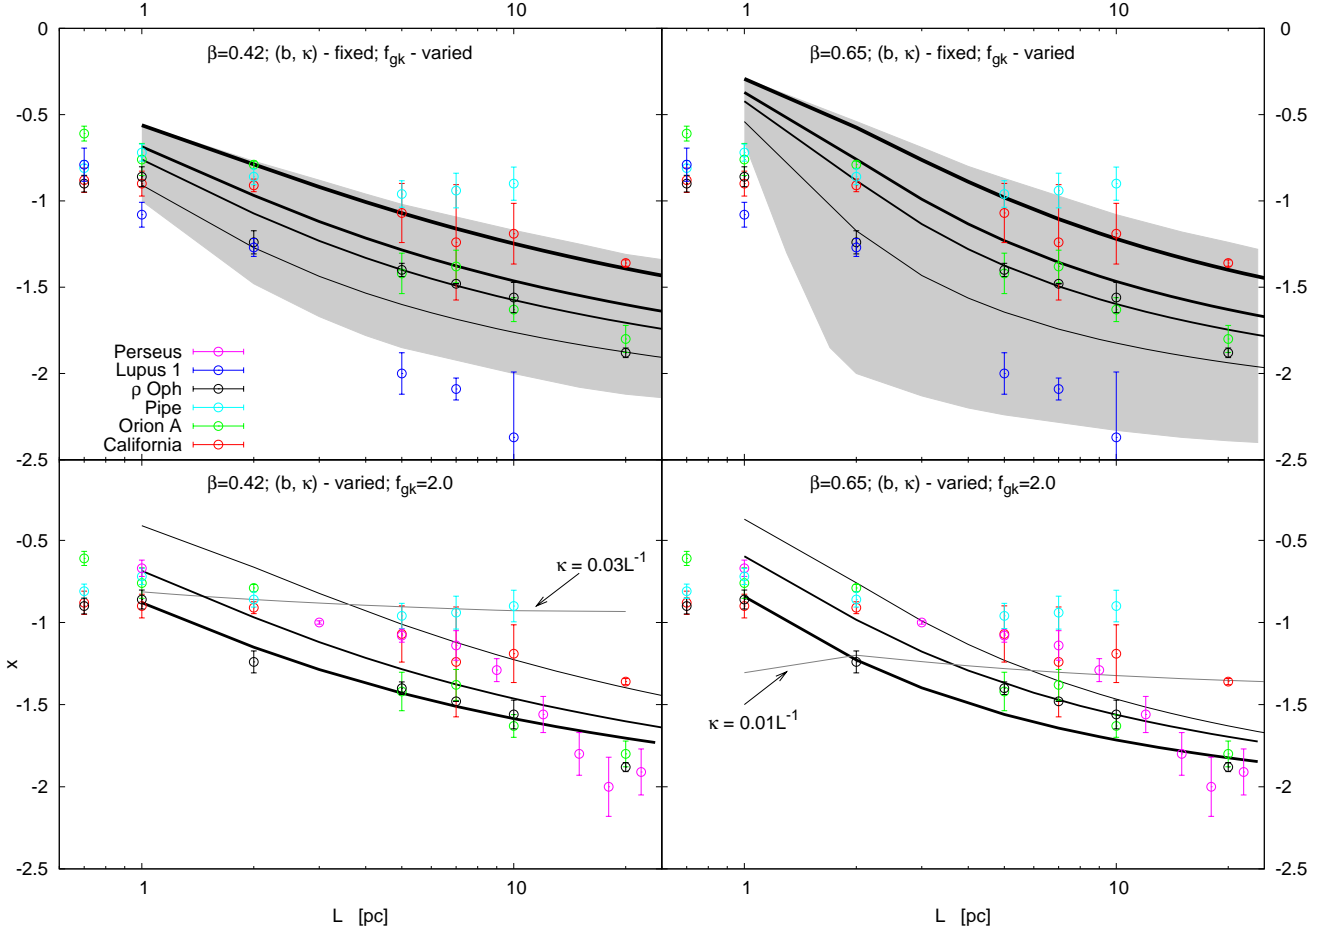 1 10 1 10
0 0
β=0.42; (b, κ) - fixed; f_gk - varied β=0.65; (b, κ) - fixed; f_gk - varied
-0.5 -0.5
-1 -1
-1.5 -1.5
Perseus
Lupus 1
-2 -2
ρ Oph
Pipe
Orion A
California
-2.5 -2.5
β=0.42; (b, κ) - varied; f_gk=2.0 β=0.65; (b, κ) - varied; f_gk=2.0
-0.5 -0.5
κ = 0.03L⁻¹
-1 -1
x
-1.5 -1.5
κ = 0.01L⁻¹
-2 -2
-2.5 -2.5
1 10 1 10
L [pc] L [pc]